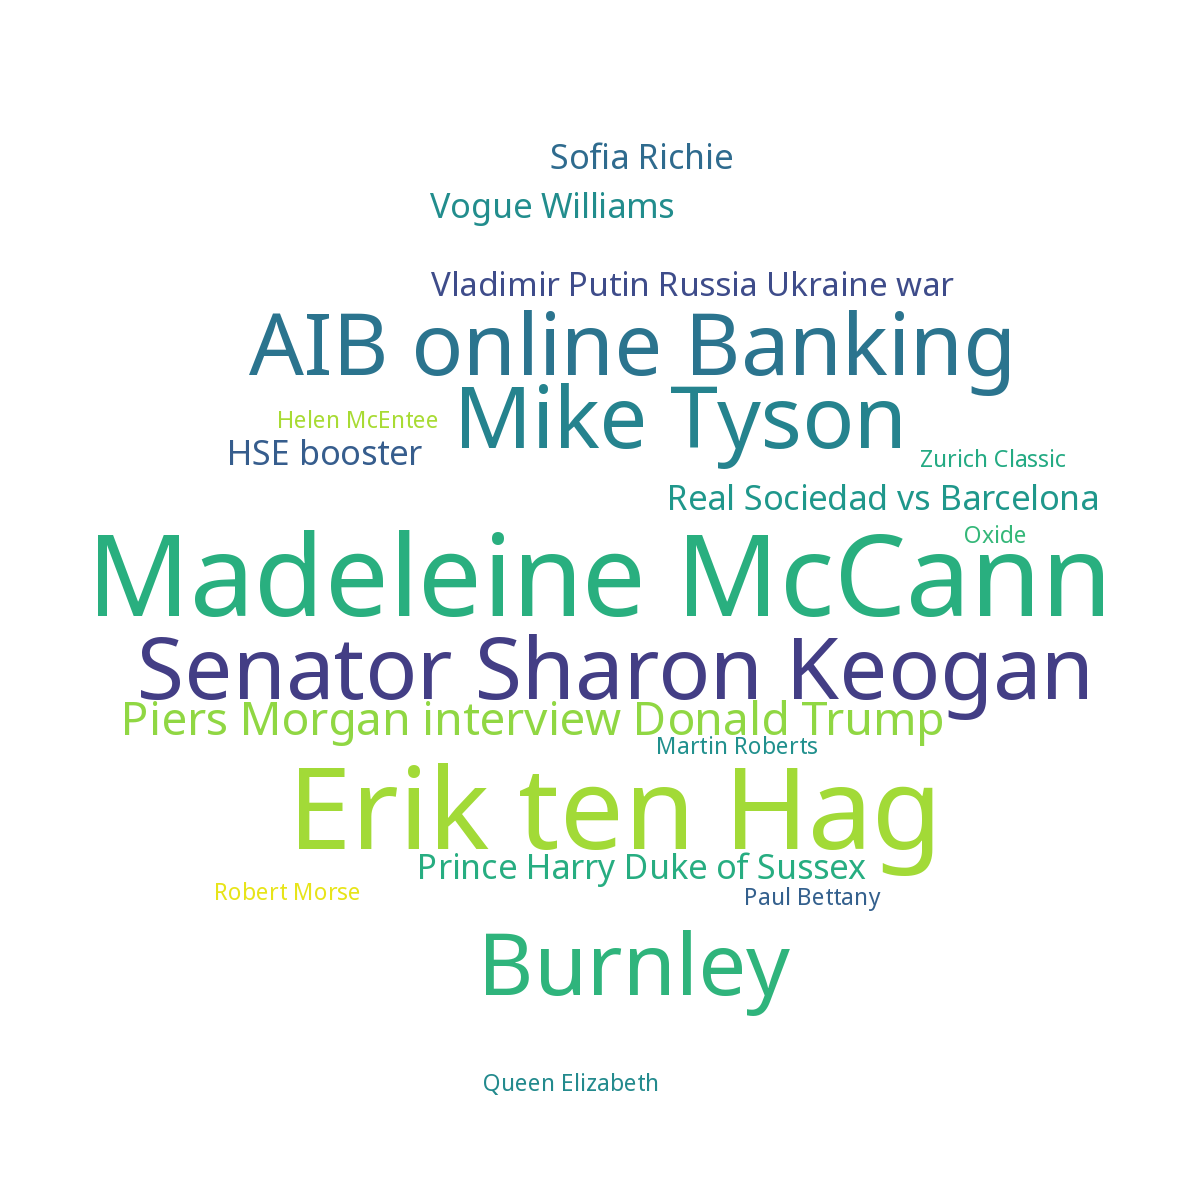 Sofia Richie
Vogue Williams
Vladimir Putin Russia Ukraine war
AIB online Banking
Mike Tyson
Helen McEntee
HSE booster
Zurich Classic
Real Sociedad vs Barcelona
Oxide
Madeleine McCann
Senator Sharon Keogan
Piers Morgan interview Donald Trump
Martin Roberts
Erik ten Hag
Prince Harry Duke of Sussex
Robert Morse
Paul Bettany
Burnley
Queen Elizabeth